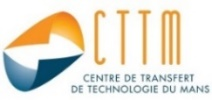 CTTM
CENTRE DE TRANSFERT
DE TECHNOLOGIE DU MANS